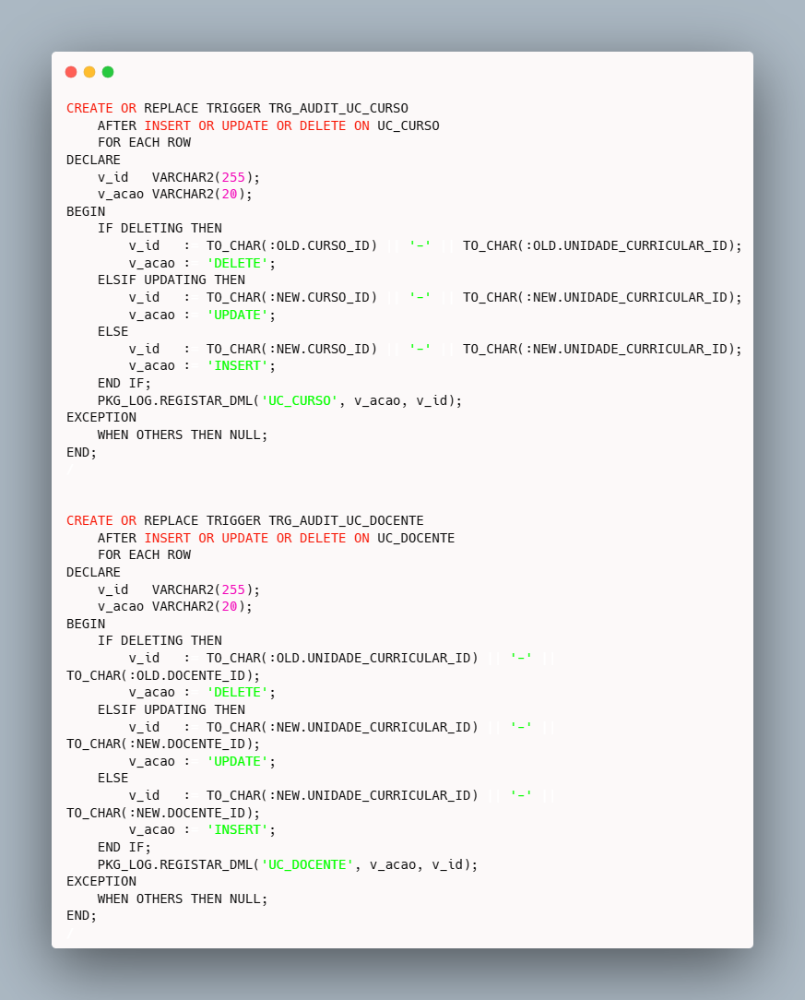 CREATE OR REPLACE TRIGGER TRG_AUDIT_UC_CURSO
    AFTER INSERT OR UPDATE OR DELETE ON UC_CURSO
    FOR EACH ROW
DECLARE
    v_id   VARCHAR2(255);
    v_acao VARCHAR2(20);
BEGIN
    IF DELETING THEN
        v_id   := TO_CHAR(:OLD.CURSO_ID) || '-' || TO_CHAR(:OLD.UNIDADE_CURRICULAR_ID);
        v_acao := 'DELETE';
    ELSIF UPDATING THEN
        v_id   := TO_CHAR(:NEW.CURSO_ID) || '-' || TO_CHAR(:NEW.UNIDADE_CURRICULAR_ID);
        v_acao := 'UPDATE';
    ELSE
        v_id   := TO_CHAR(:NEW.CURSO_ID) || '-' || TO_CHAR(:NEW.UNIDADE_CURRICULAR_ID);
        v_acao := 'INSERT';
    END IF;
    PKG_LOG.REGISTAR_DML('UC_CURSO', v_acao, v_id);
EXCEPTION
    WHEN OTHERS THEN NULL;
END;
/
CREATE OR REPLACE TRIGGER TRG_AUDIT_UC_DOCENTE
    AFTER INSERT OR UPDATE OR DELETE ON UC_DOCENTE
    FOR EACH ROW
DECLARE
    v_id   VARCHAR2(255);
    v_acao VARCHAR2(20);
BEGIN
    IF DELETING THEN
        v_id   := TO_CHAR(:OLD.UNIDADE_CURRICULAR_ID) || '-' ||
TO_CHAR(:OLD.DOCENTE_ID);
        v_acao := 'DELETE';
    ELSIF UPDATING THEN
        v_id   := TO_CHAR(:NEW.UNIDADE_CURRICULAR_ID) || '-' ||
TO_CHAR(:NEW.DOCENTE_ID);
        v_acao := 'UPDATE';
    ELSE
        v_id   := TO_CHAR(:NEW.UNIDADE_CURRICULAR_ID) || '-' ||
TO_CHAR(:NEW.DOCENTE_ID);
        v_acao := 'INSERT';
    END IF;
    PKG_LOG.REGISTAR_DML('UC_DOCENTE', v_acao, v_id);
EXCEPTION
    WHEN OTHERS THEN NULL;
END;
/